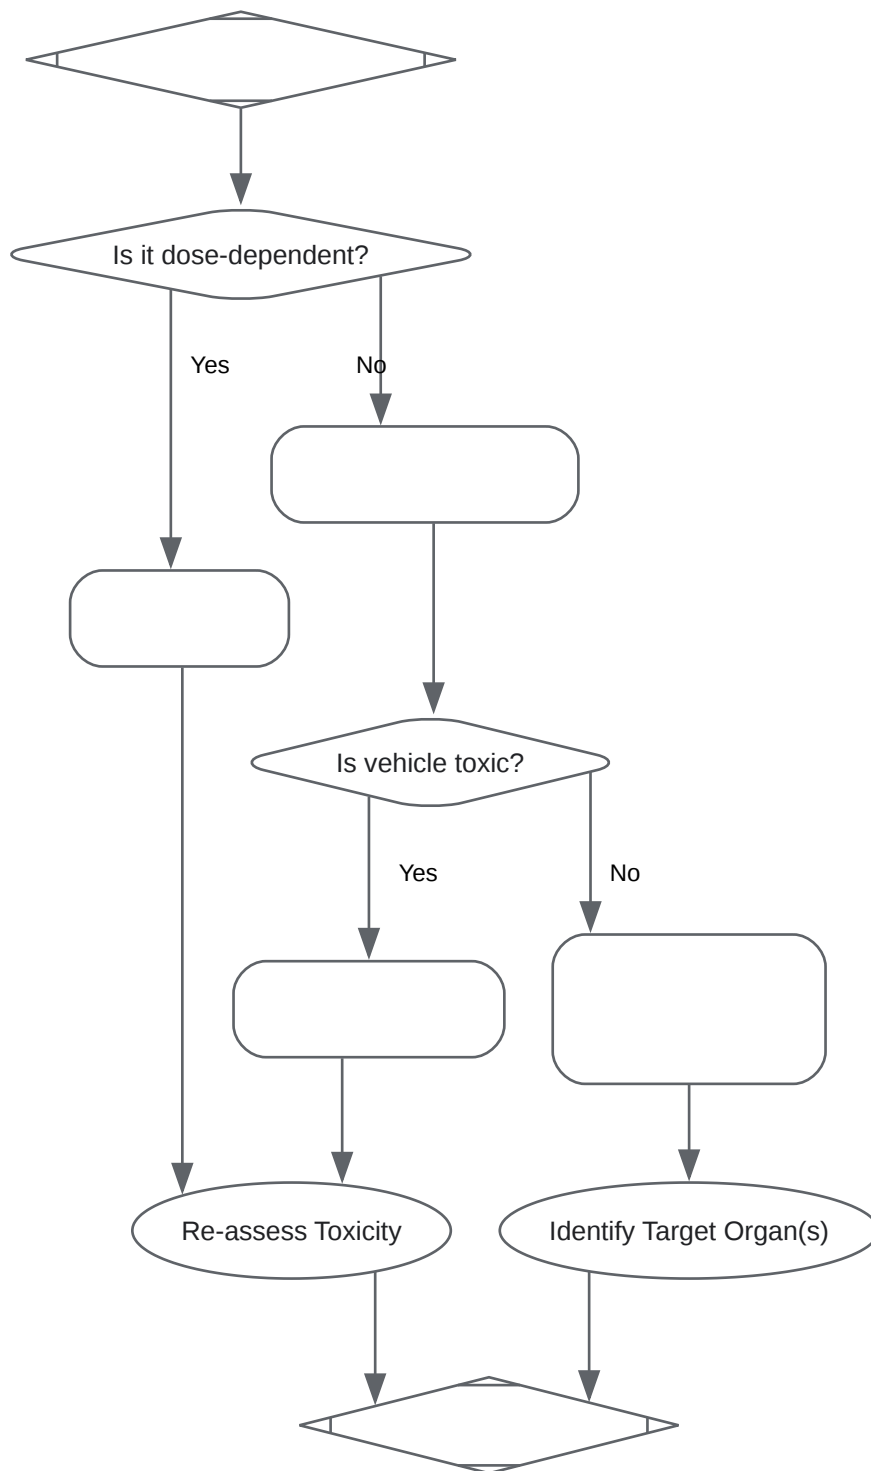 Is it dose-dependent?
Yes
No
Is vehicle toxic?
Yes
No
Re-assess Toxicity
Identify Target Organ(s)